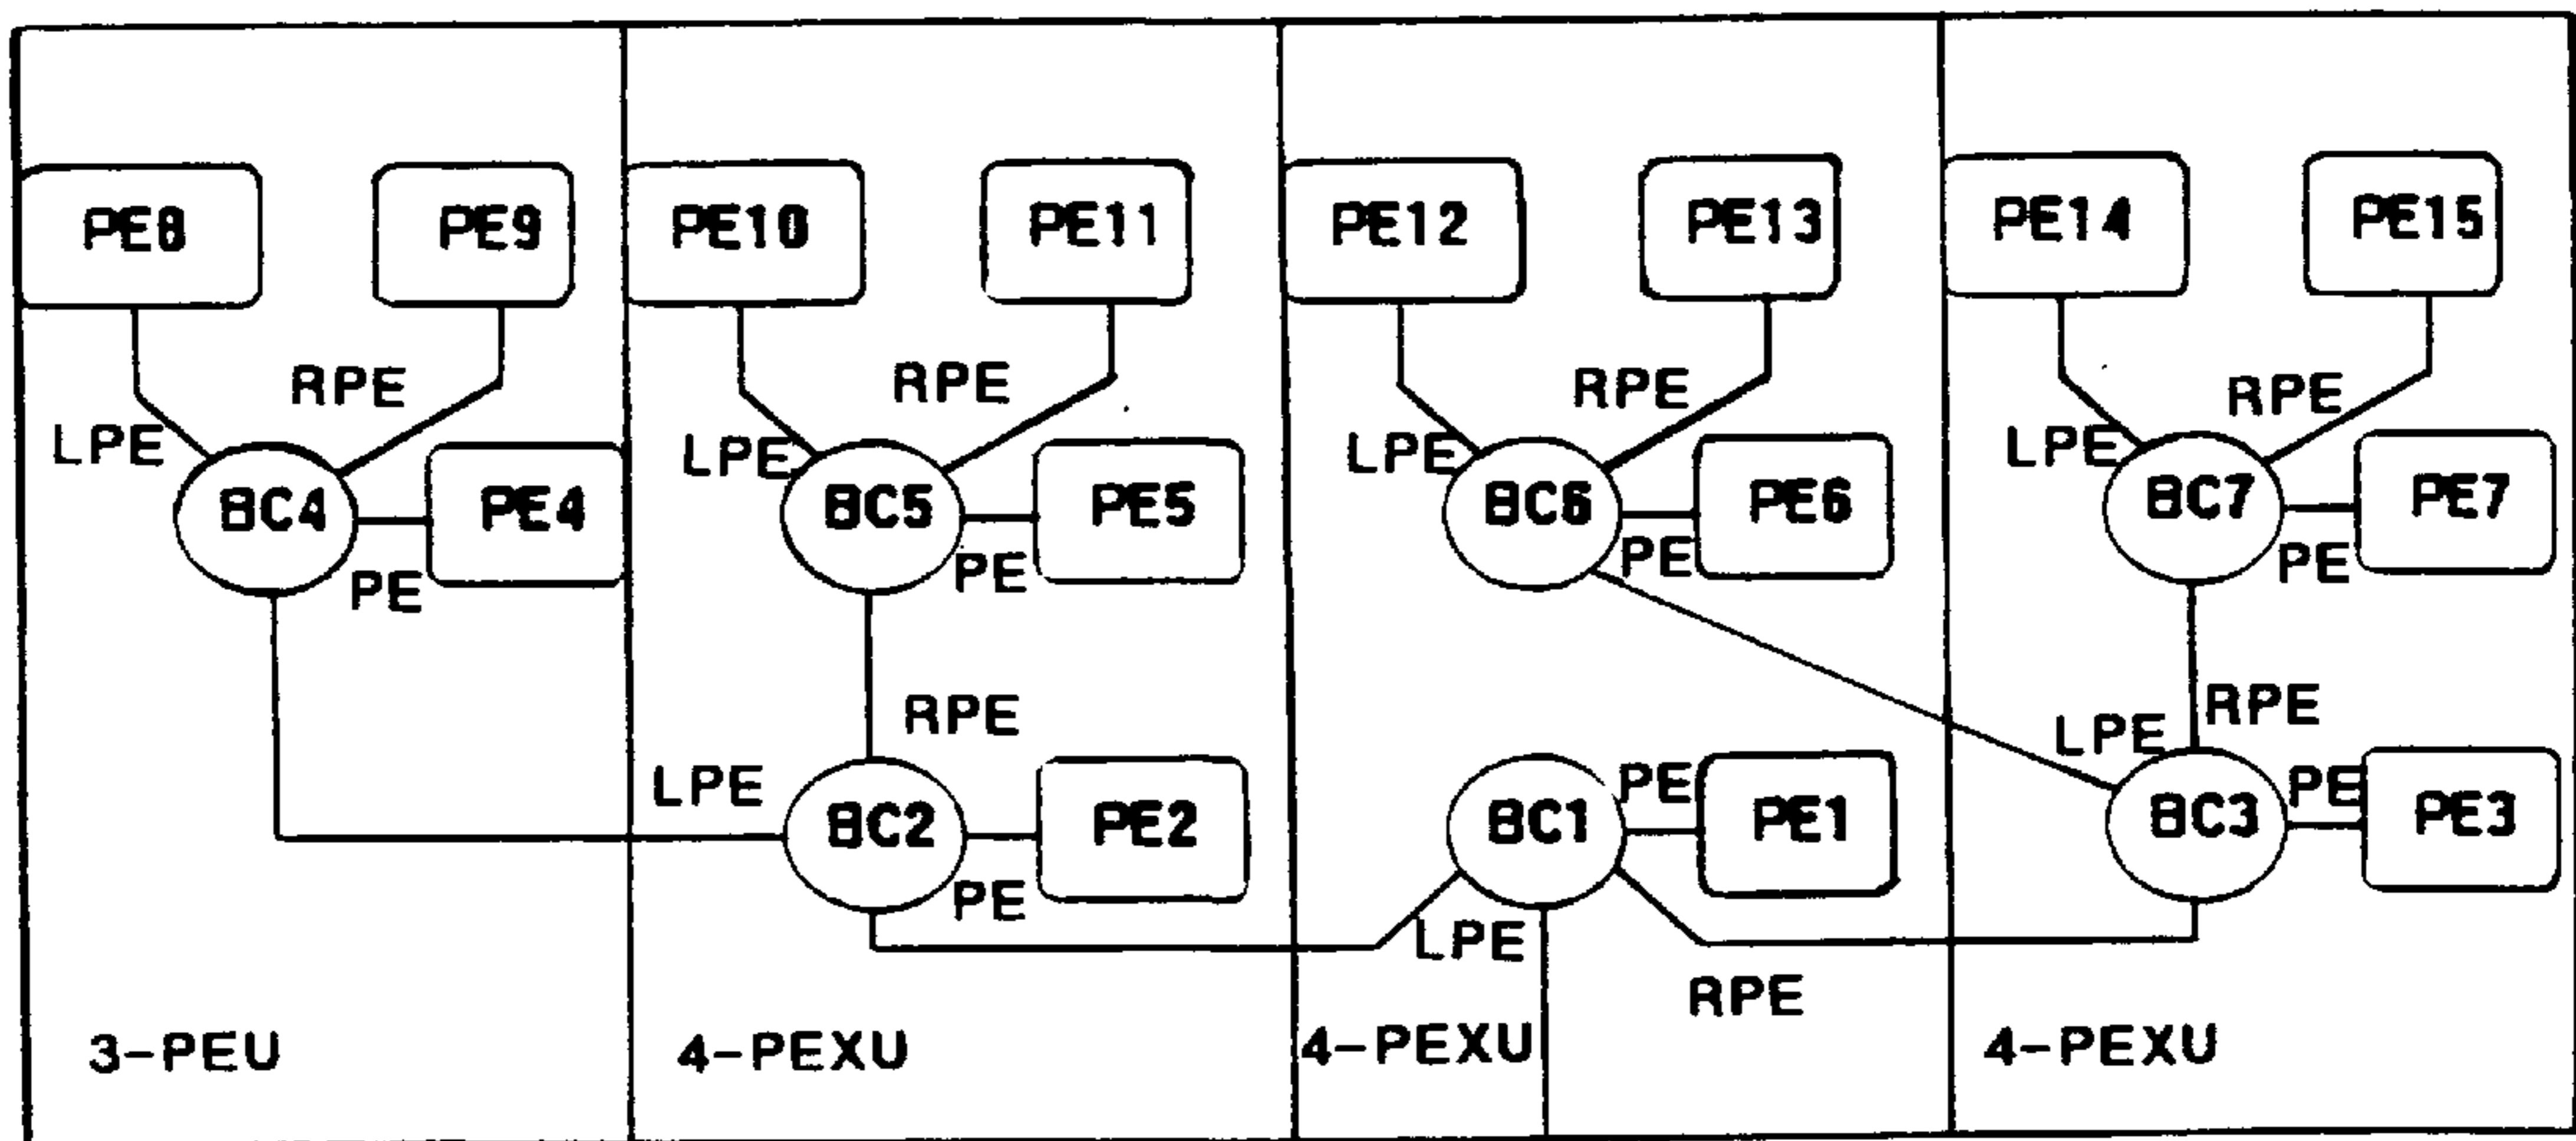 PE8 PE9 PE10 PE11 PE12 PE13 PE14 PE15
RPE RPE RPE RPE
LPE LPE LPE LPE
BC4 PE4 BC5 PE5 BC6 PE6 BC7 PE7
PE PE PE PE
RPE LPE RPE
LPE PE PE
BC2 PE2 BC1 PE1 BC3 PE3
PE LPE
RPE
3-PEU 4-PEXU 4-PEXU 4-PEXU